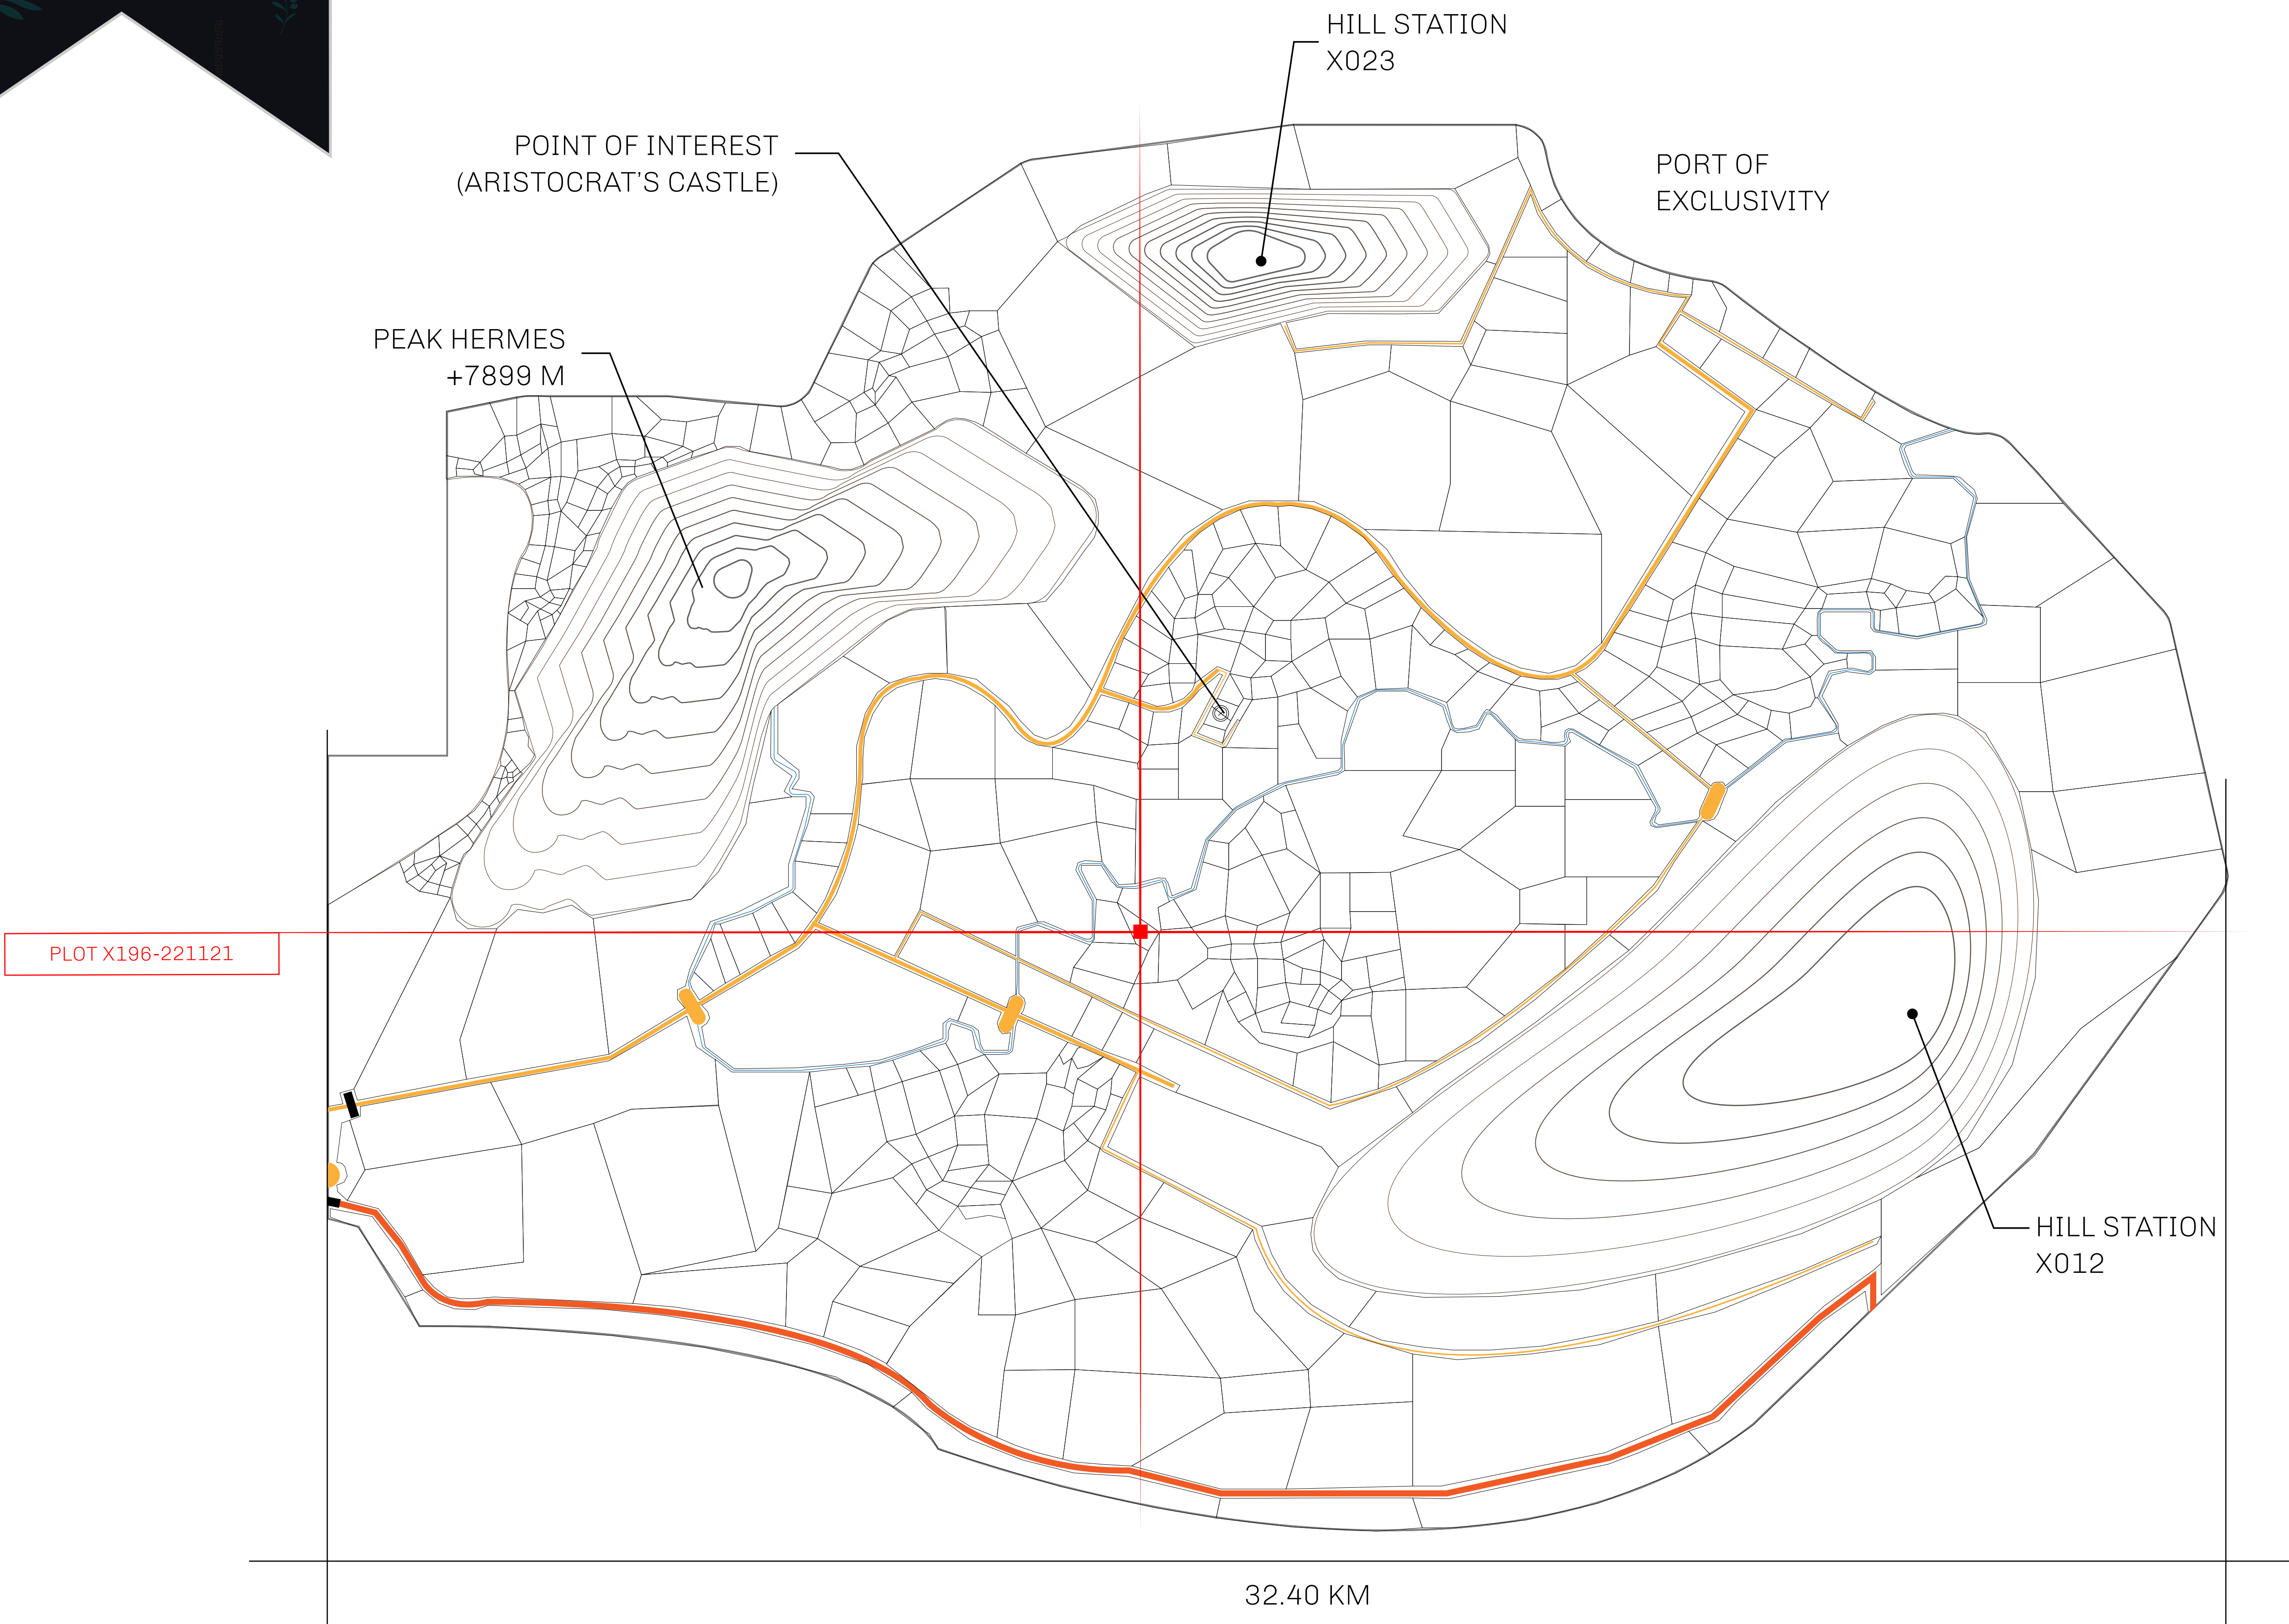 HILL STATION
X023
POINT OF INTEREST
(ARISTOCRAT'S CASTLE)
PORT OF
EXCLUSIVITY
PEAK HERMES
+7899 M
PLOT X196-221121
HILL STATION
X012
32.40 KM